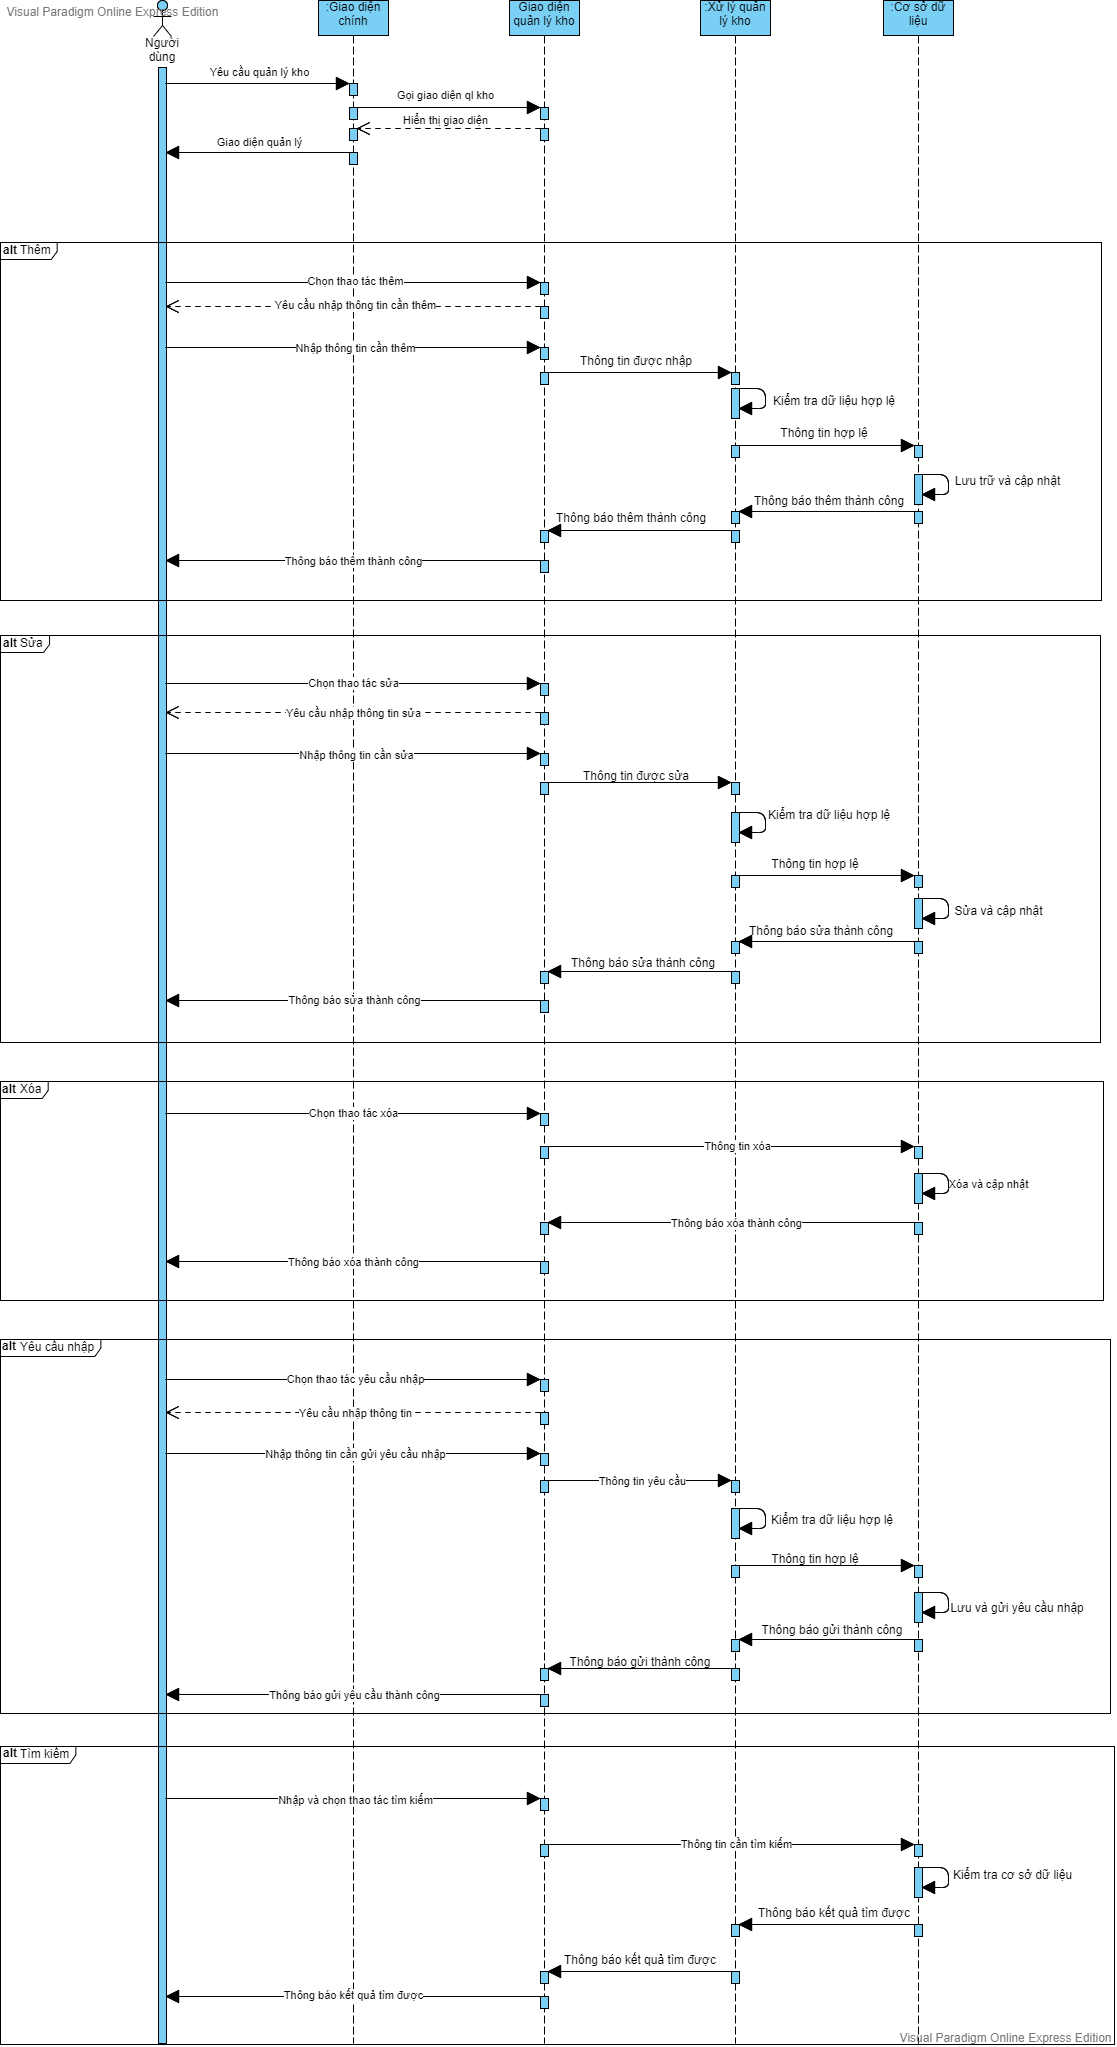 Visual Paradigm Online Express Edition
:Giao diện
chính
Giao diện
quản lý kho
:Xử lý quản
lý kho
:Cơ sở dữ
liệu
Người
dùng
Yêu cầu quản lý kho
Gọi giao diện ql kho
Hiển thị giao diện
Giao diện quản lý
alt Thêm
Chọn thao tác thêm
Yêu cầu nhập thông tin cần thêm
Nhập thông tin cần thêm
Thông tin được nhập
Kiểm tra dữ liệu hợp lệ
Thông tin hợp lệ
Lưu trữ và cập nhật
Thông báo thêm thành công
Thông báo thêm thành công
Thông báo thêm thành công
alt Sửa
Chọn thao tác sửa
Yêu cầu nhập thông tin sửa
Nhập thông tin cần sửa
Thông tin được sửa
Kiểm tra dữ liệu hợp lệ
Thông tin hợp lệ
Sửa và cập nhật
Thông báo sửa thành công
Thông báo sửa thành công
Thông báo sửa thành công
alt Xóa
Chọn thao tác xóa
Thông tin xóa
Xóa và cập nhật
Thông báo xóa thành công
Thông báo xóa thành công
alt Yêu cầu nhập
Chọn thao tác yêu cầu nhập
Yêu cầu nhập thông tin
Nhập thông tin cần gửi yêu cầu nhập
Thông tin yêu cầu
Kiểm tra dữ liệu hợp lệ
Thông tin hợp lệ
Lưu và gửi yêu cầu nhập
Thông báo gửi thành công
Thông báo gửi thành công
Thông báo gửi yêu cầu thành công
alt Tìm kiếm
Nhập và chọn thao tác tìm kiếm
Thông tin cần tìm kiếm
Kiểm tra cơ sở dữ liệu
Thông báo kết quả tìm được
Thông báo kết quả tìm được
Thông báo kết quả tìm được
Visual Paradigm Online Express Edition